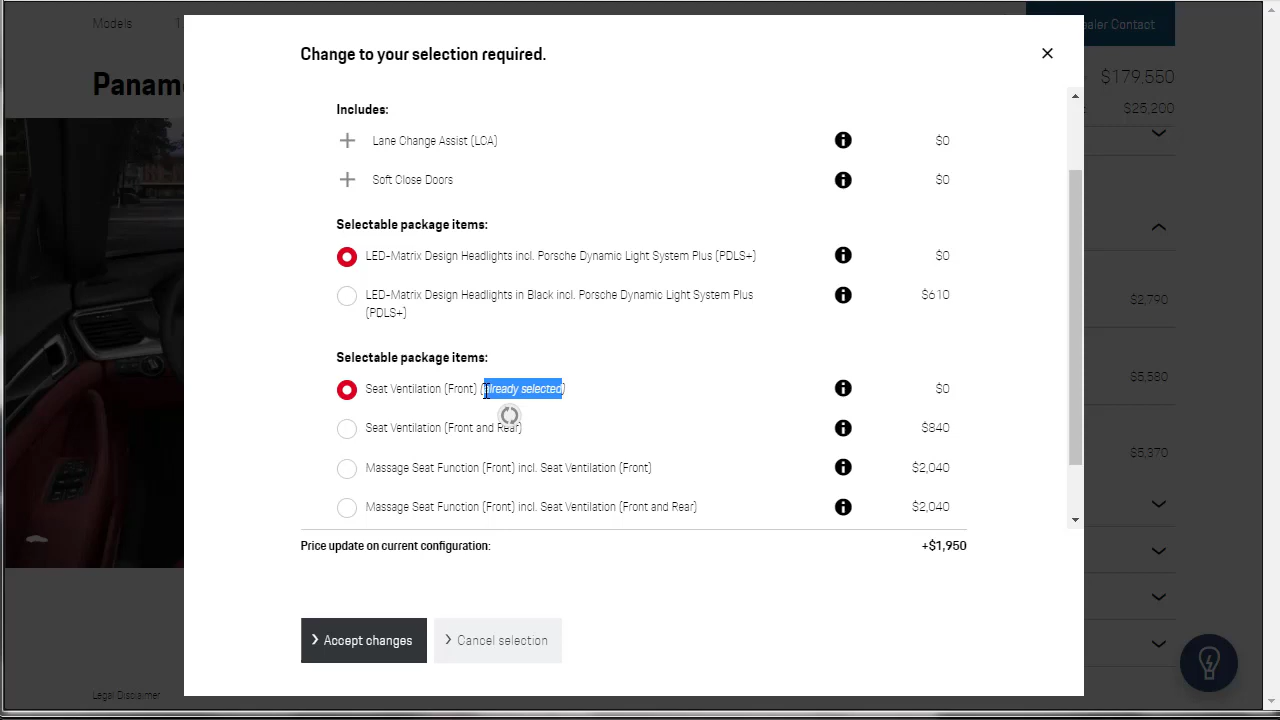 Models
1
ealer Contact
Change to your selection required.
Panam
$179,550
$25,200
Includes:
Lane Change Assist (LCA)
$0
Soft Close Doors
$0
Selectable package items:
LED-Matrix Design Headlights incl. Porsche Dynamic Light System Plus (PDLS+)
$0
LED-Matrix Design Headlights in Black incl. Porsche Dynamic Light System Plus
(PDLS+)
$610
$2,790
Selectable package items:
Seat Ventilation (Front) (already selected)
$0
$5,580
Seat Ventilation (Front and Rear)
$840
$5,370
Massage Seat Function (Front) incl. Seat Ventilation (Front)
$2,040
Massage Seat Function (Front) incl. Seat Ventilation (Front and Rear)
$2,040
Price update on current configuration:
+$1,950
Accept changes
Cancel selection
Legal Disclaimer